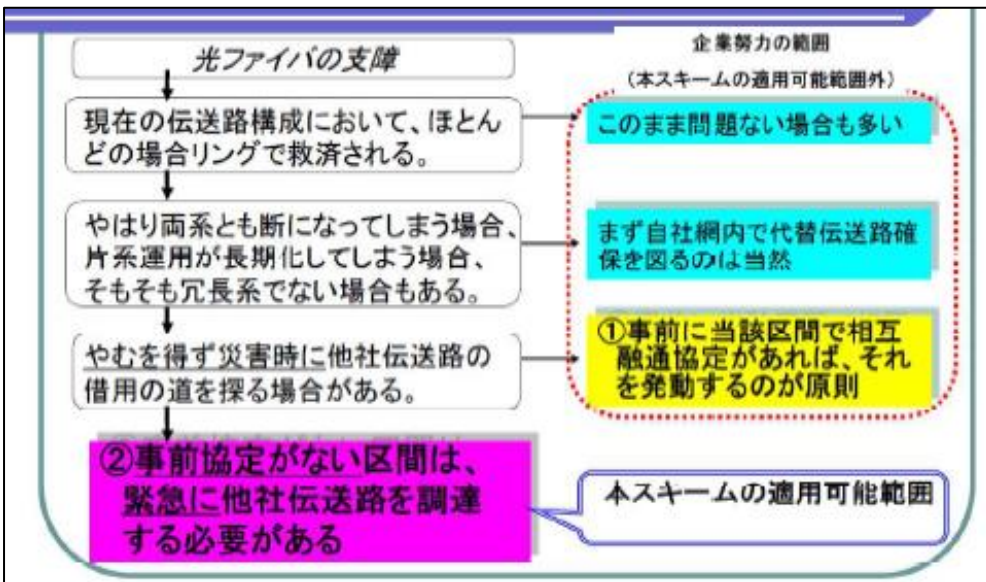 光ファイバの支障
企業努力の範囲
（本スキームの適用可能範囲外）
現在の伝送路構成において、ほとん
どの場合リングで救済される。
このまま問題ない場合も多い
やはり両系とも断になってしまう場合、
片系運用が長期化してしまう場合、
そもそも冗長系でない場合もある。
まず自社網内で代替伝送路確
保を図るのは当然
やむを得ず災害時に他社伝送路の
借用の道を探る場合がある。
①事前に当該区間で相互
融通協定があれば、それ
を発動するのが原則
②事前協定がない区間は、
緊急に他社伝送路を調達
する必要がある
本スキームの適用可能範囲